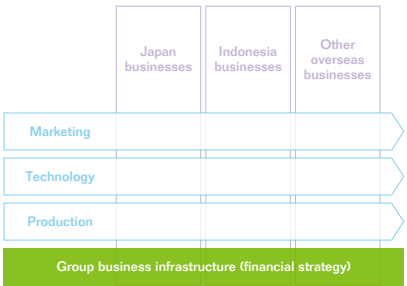 Japan
businesses
Indonesia
businesses
Other
overseas
businesses
Marketing
Technology
Production
Group business infrastructure (financial strategy)